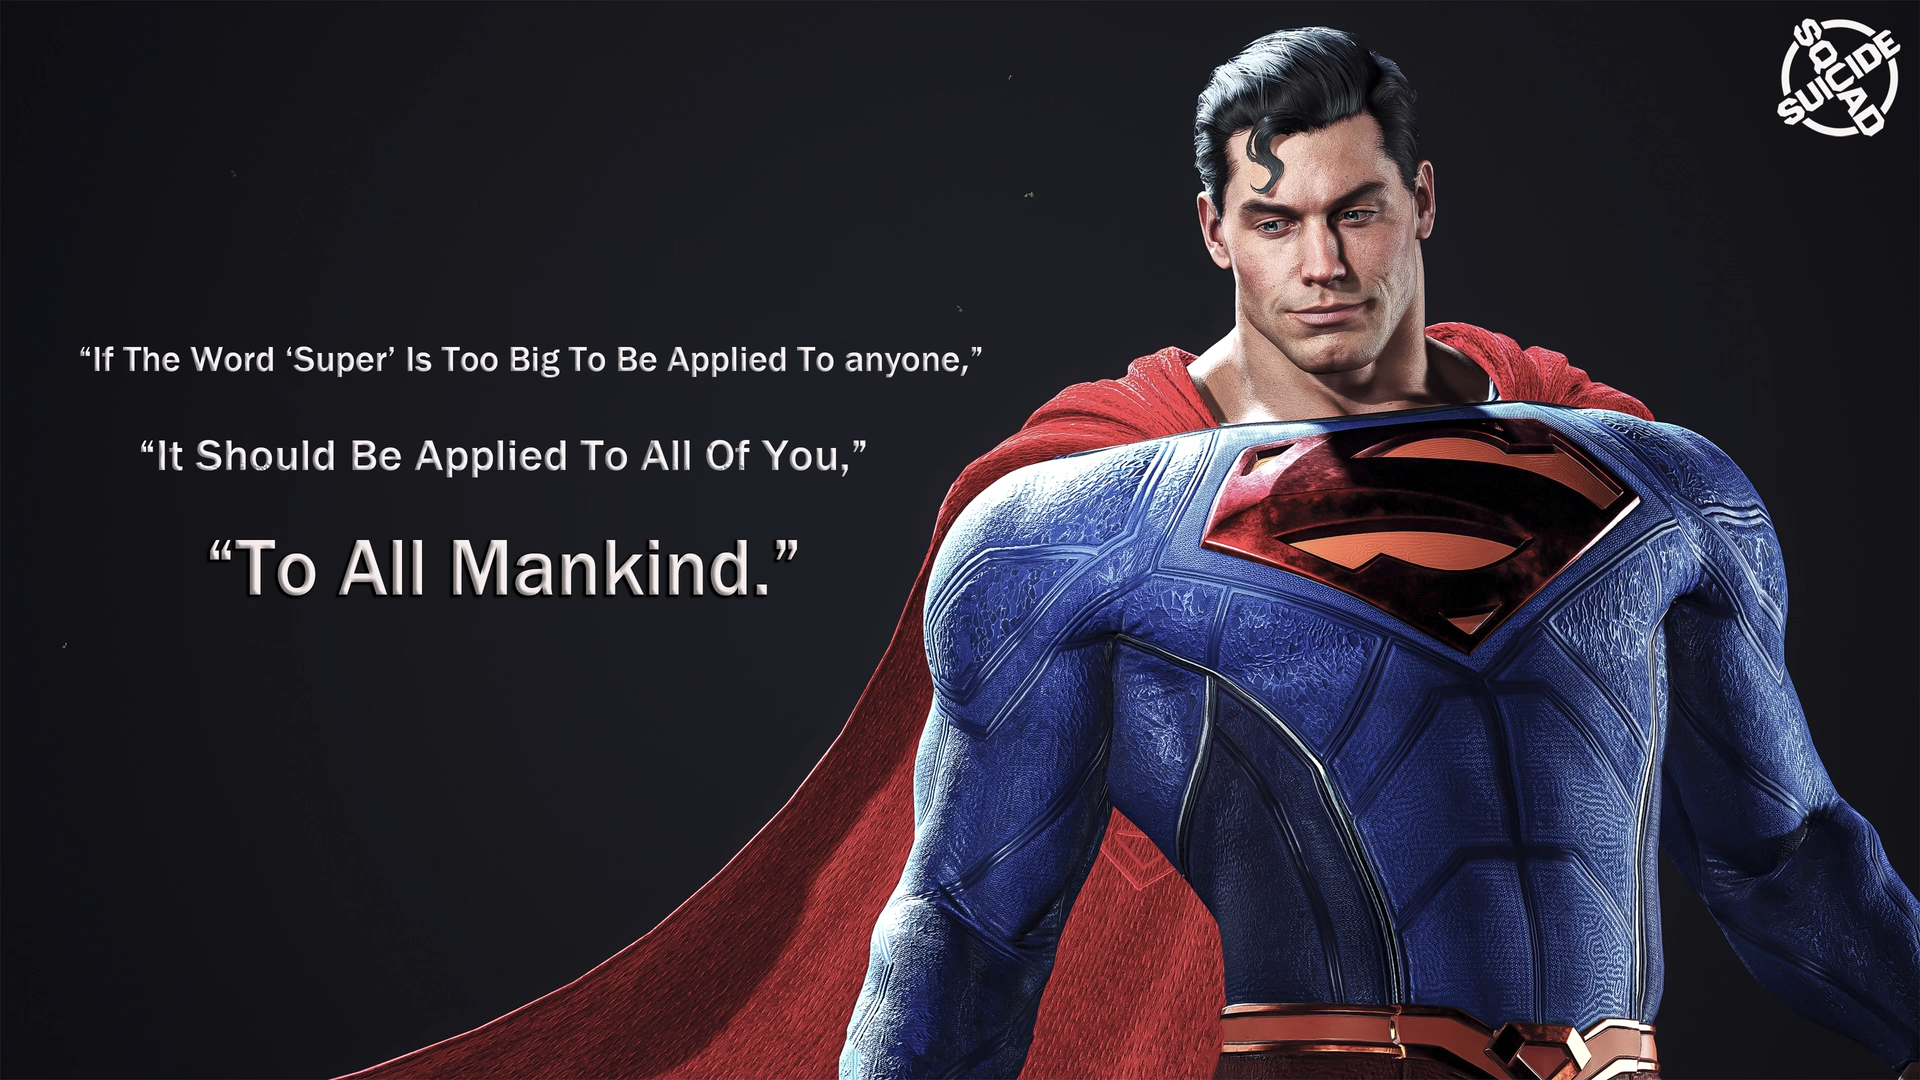 “If The Word ‘Super’ Is Too Big To Be Applied To anyone,”
“It Should Be Applied To All Of You,”
“To All Mankind.”
SUICIDE
SQUAD